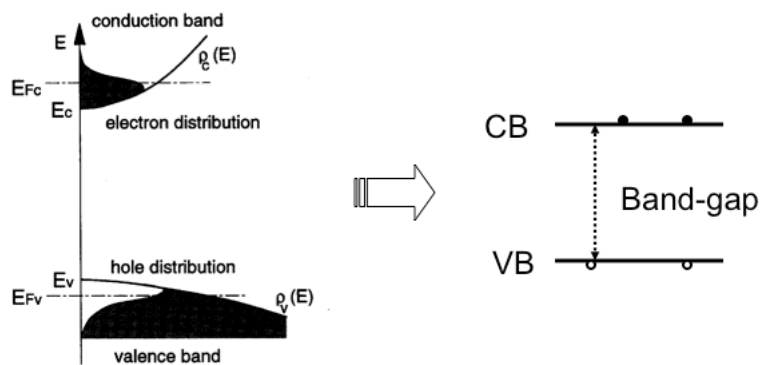 conduction band
E
ρc(E)
EFc
Ec
electron distribution
CB
Band-gap
VB
hole distribution
Ev
EFv
ρv(E)
valence band